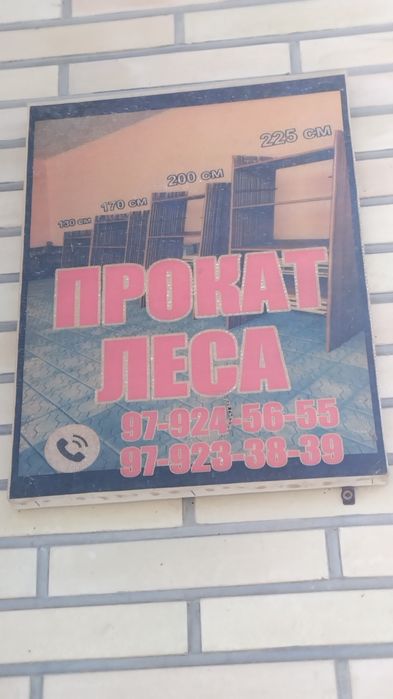 225 см
200 см
170 см
130 см
ПРОКАТ
ЛЕСА
97-924-56-55
97-923-38-39